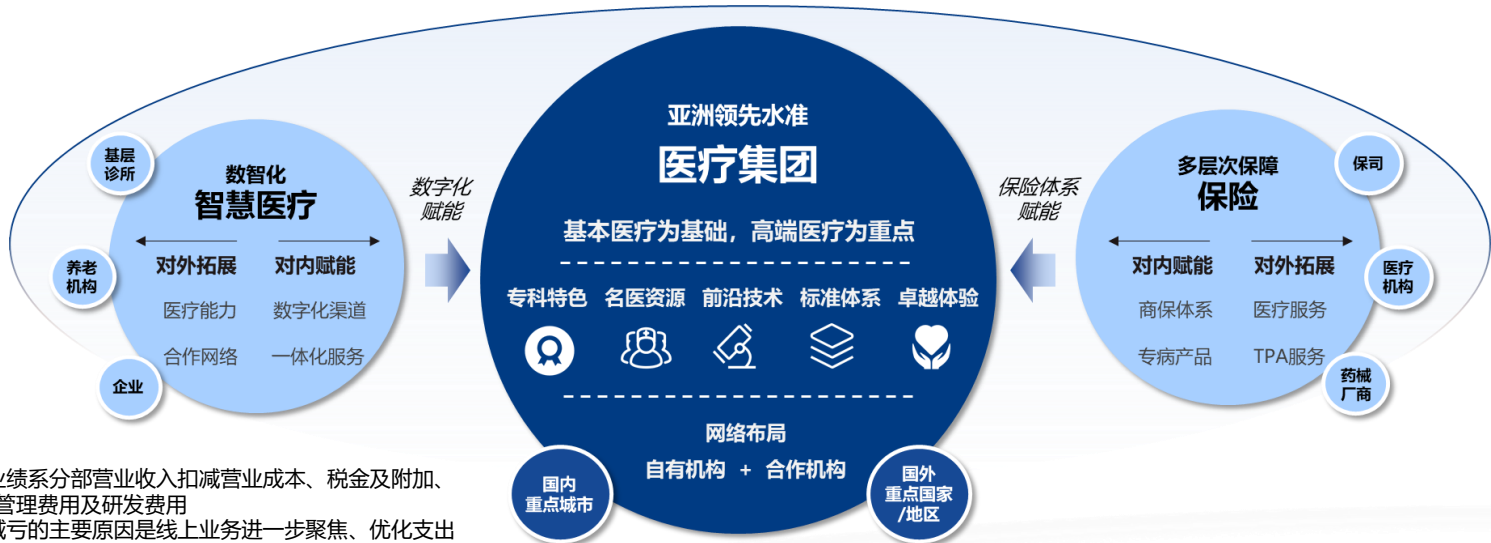 基层
诊所
养老
机构
企业
数智化
智慧医疗
对外拓展
对内赋能
医疗能力
数字化渠道
合作网络
一体化服务
数字化
赋能
亚洲领先水准
医疗集团
基本医疗为基础，高端医疗为重点
专科特色
名医资源
前沿技术
标准体系
卓越体验
网络布局
自有机构 + 合作机构
国内
重点城市
国外
重点国家
/地区
保险体系
赋能
多层次保障
保险
对内赋能
对外拓展
商保体系
医疗服务
专病产品
TPA服务
保司
医疗
机构
药械
厂商
业绩系分部营业收入扣减营业成本、税金及附加、
管理费用及研发费用
减亏的主要原因是线上业务进一步聚焦、优化支出